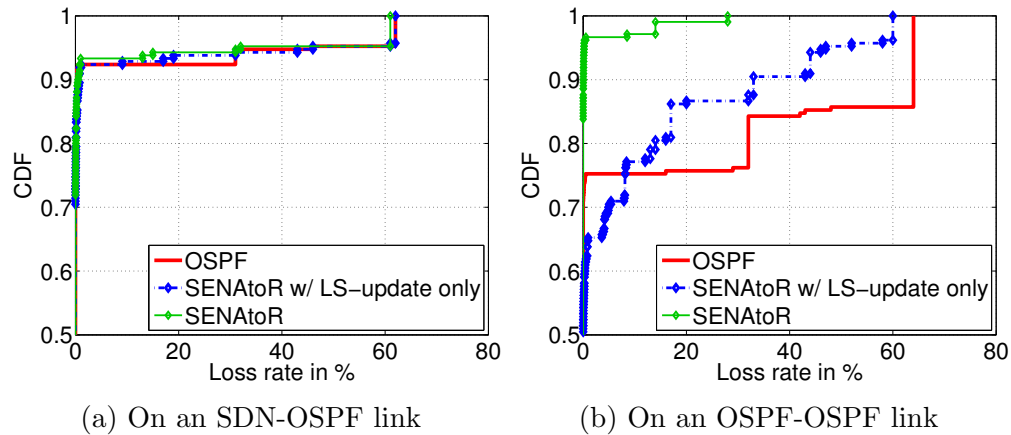 1
0.9
0.8
0.7
0.6
0.5
CDF
0 20 40 60 80
Loss rate in %
OSPF
SENAtoR w/ LS-update only
SENAtoR
(a) On an SDN-OSPF link
1
0.9
0.8
0.7
0.6
0.5
CDF
0 20 40 60 80
Loss rate in %
OSPF
SENAtoR w/ LS-update only
SENAtoR
(b) On an OSPF-OSPF link